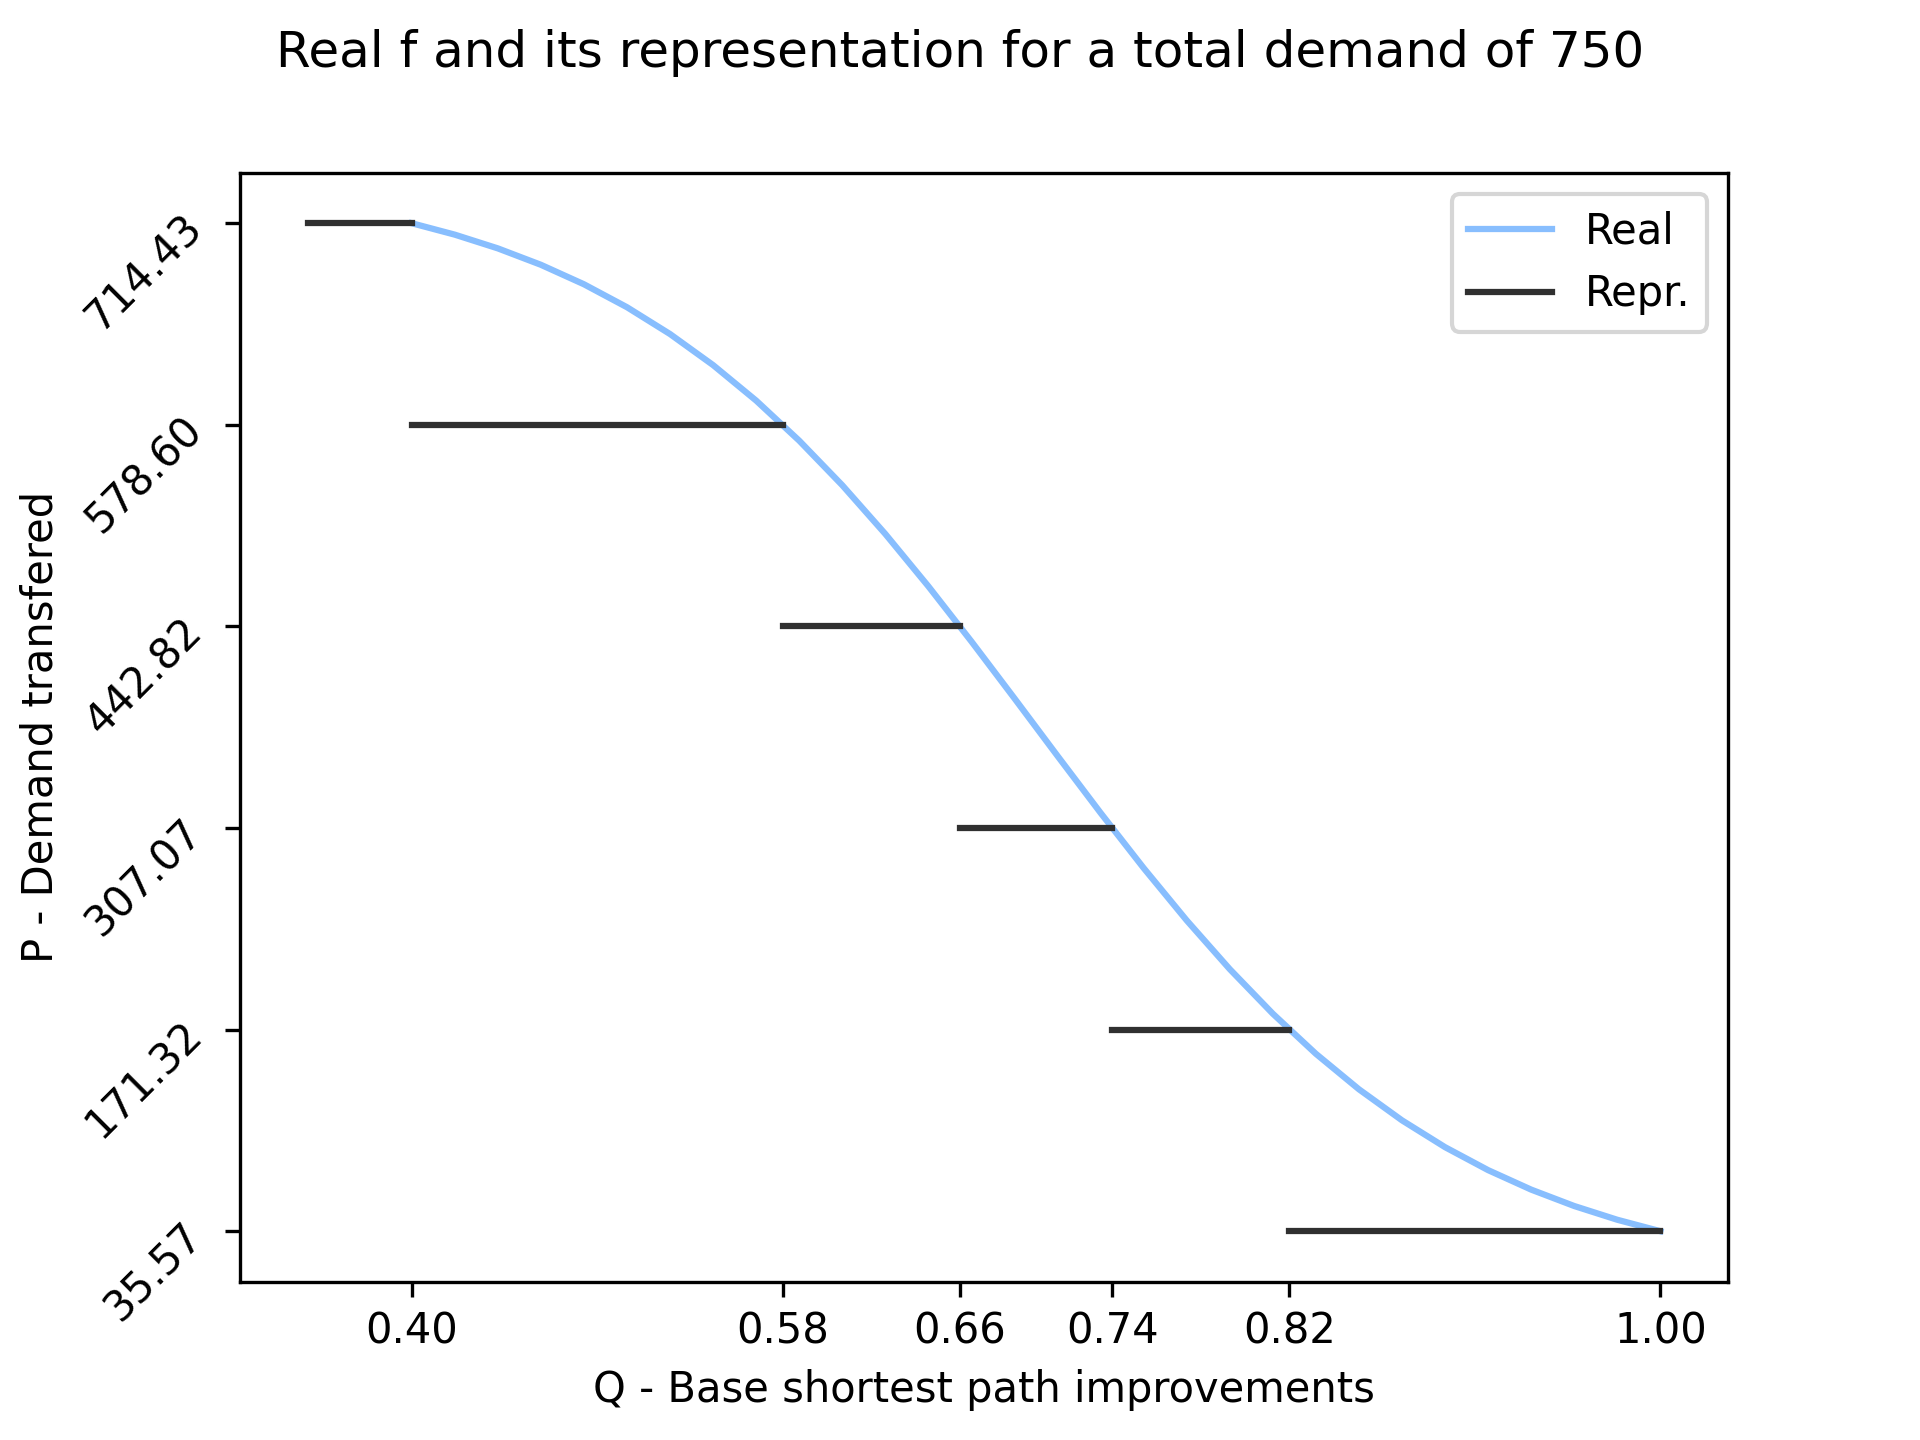 Real f and its representation for a total demand of 750
Real
Repr.
P - Demand transfered
714.43
578.60
442.82
307.07
171.32
35.57
0.40 0.58 0.66 0.74 0.82 1.00
Q - Base shortest path improvements